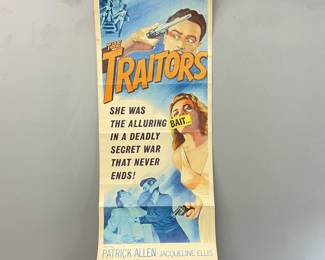 THE
TRAITORS
SHE WAS
THE ALLURING
BAIT...
IN A DEADLY
SECRET WAR
THAT NEVER
ENDS!
PATRICK ALLEN - JACQUELINE ELLIS